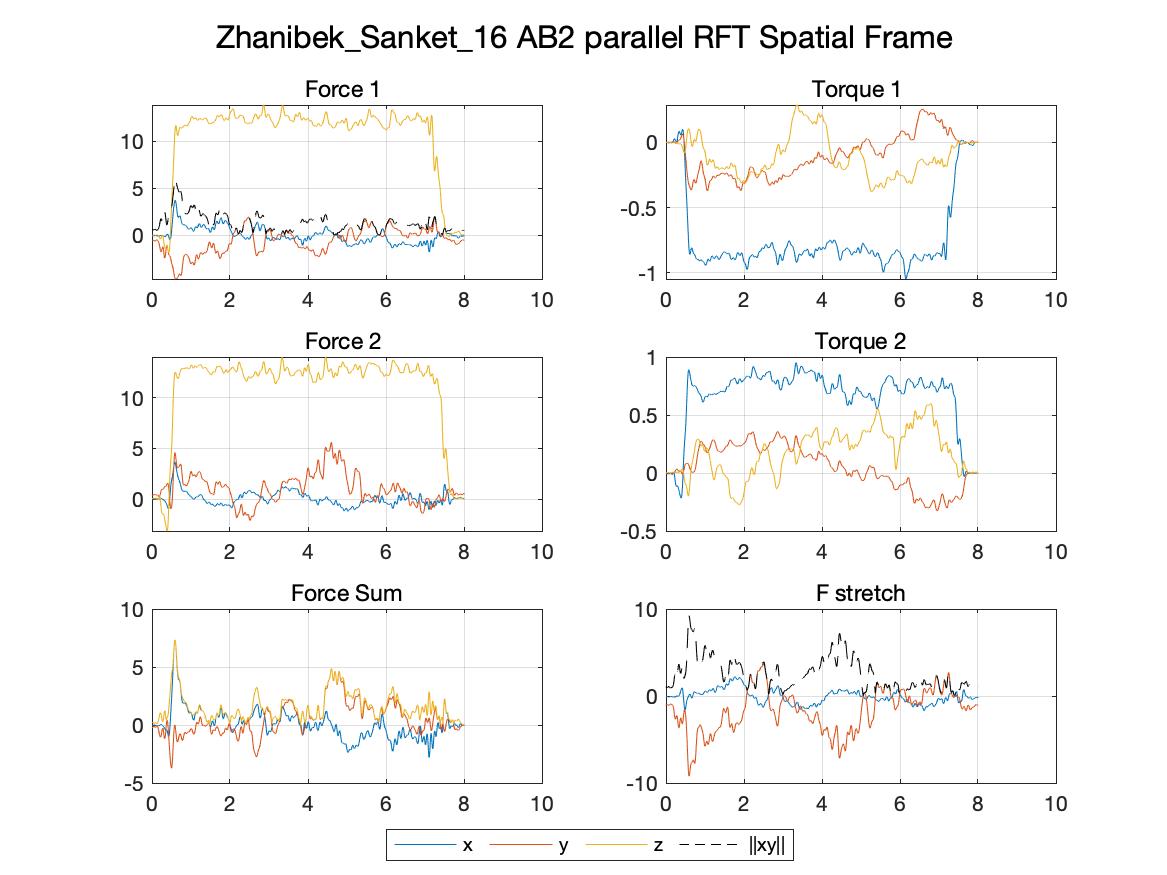 Zhanibek_Sanket_16 AB2 parallel RFT Spatial Frame
Force 1
10
5
0
0 2 4 6 8 10
Torque 1
0
-0.5
-1
0 2 4 6 8 10
Force 2
10
5
0
0 2 4 6 8 10
Torque 2
1
0.5
0
-0.5
0 2 4 6 8 10
Force Sum
10
5
0
-5
0 2 4 6 8 10
F stretch
10
0
-10
0 2 4 6 8 10
x y z ||xy||